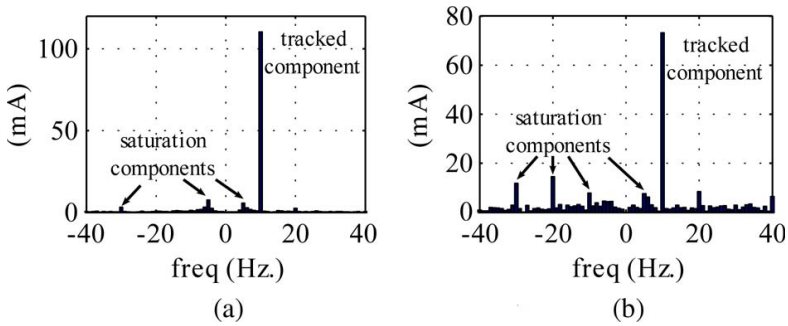 100
50
0
(mA)
tracked
component
saturation
components
-40 -20 0 20 40
freq (Hz.)
(a)
80
60
40
20
0
(mA)
tracked
component
saturation
components
-40 -20 0 20 40
freq (Hz.)
(b)